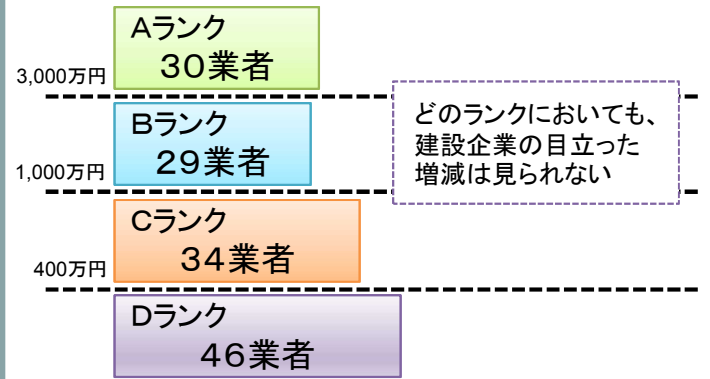 Aランク
30業者
3,000万円
Bランク
29業者
1,000万円
Cランク
34業者
400万円
Dランク
46業者
どのランクにおいても、
建設企業の目立った
増減は見られない